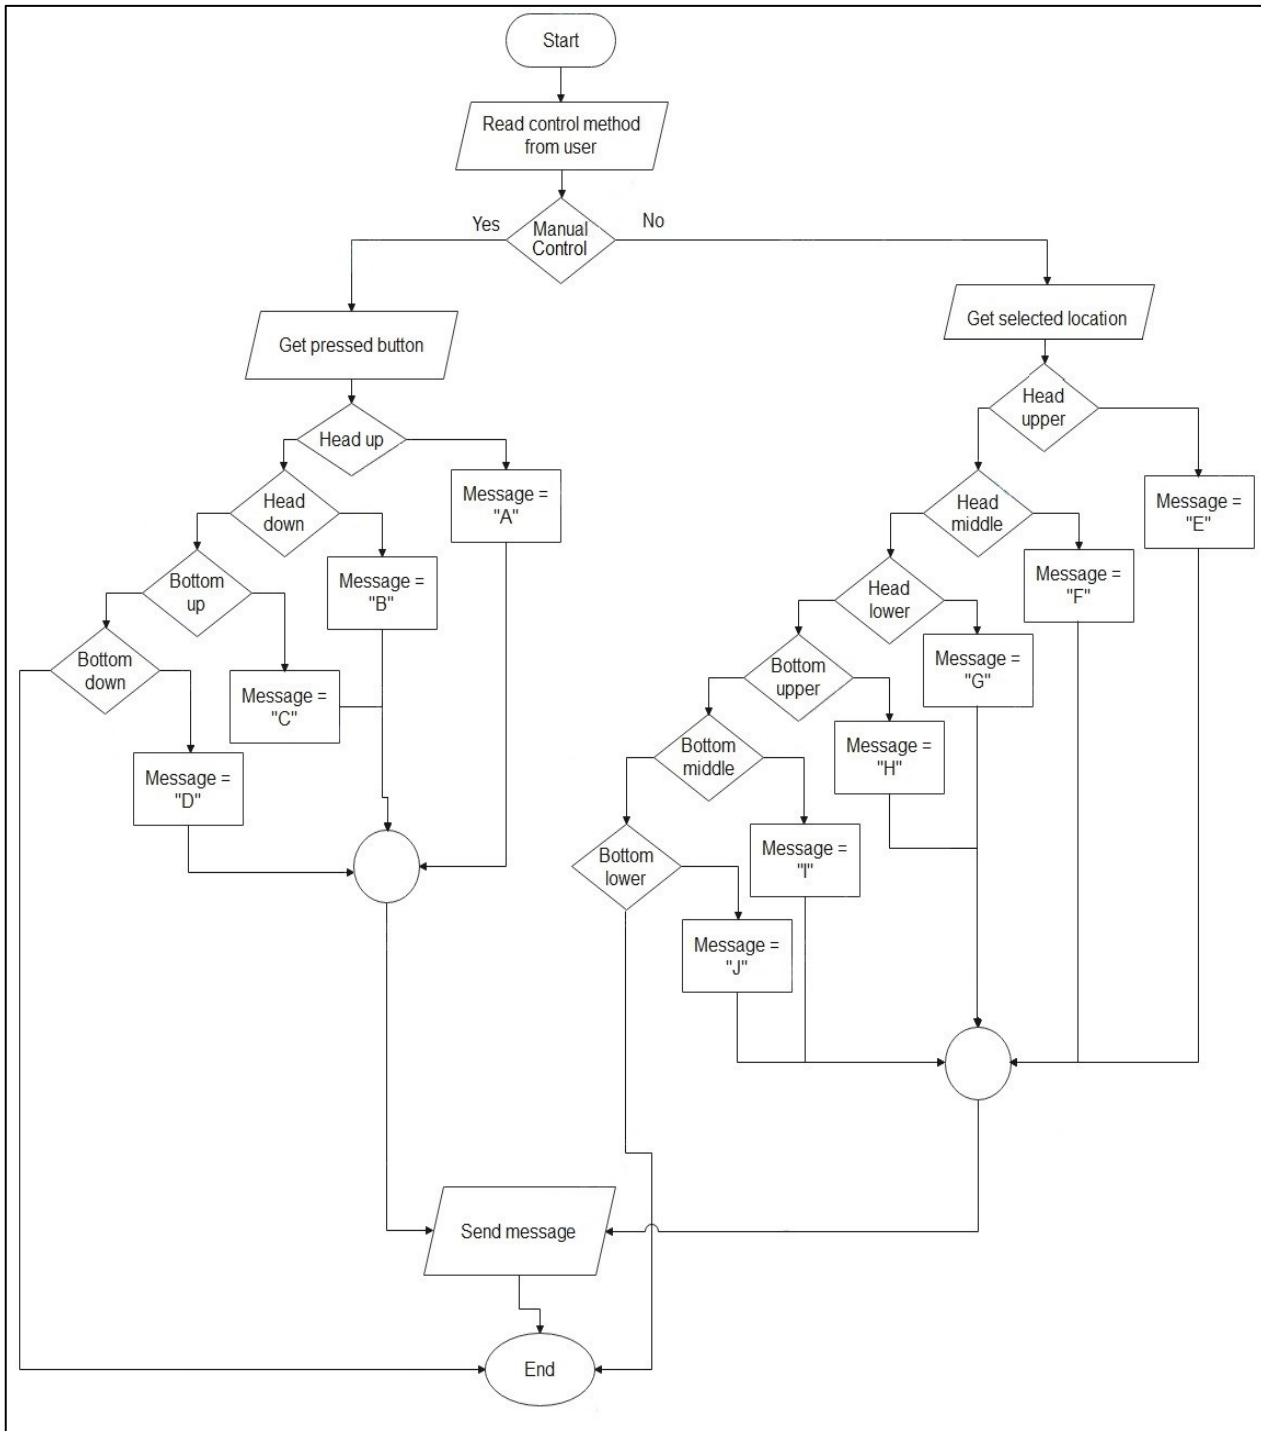 Start
Read control method
from user
Yes
Manual
Control
No
Get pressed button
Head up
Message =
"A"
Head
down
Message =
"B"
Bottom
up
Message =
"C"
Bottom
down
Message =
"D"
Get selected location
Head
upper
Message =
"E"
Head
middle
Message =
"F"
Head
lower
Message =
"G"
Bottom
upper
Message =
"H"
Bottom
middle
Message =
"I"
Bottom
lower
Message =
"J"
Send message
End